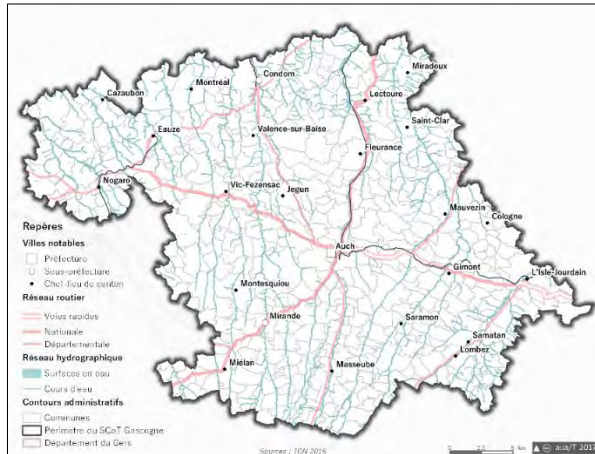 Cazaubon
Montréal
Condom
Miradoux
Lectoure
Eauze
Valence-sur-Baïse
Saint-Clar
Fleurance
Nogaro
Vic-Fezensac
Jegun
Mauvezin
Cologne
Auch
Gimont
L'Isle-Jourdain
Montesquiou
Mirande
Saramon
Samatan
Lombez
Miélan
Masseube
Repères
Villes notables
Préfecture
Sous-préfecture
Chef-lieu de canton
Réseau routier
Voies rapides
Nationale
Départementale
Réseau hydrographique
Surfaces en eau
Cours d'eau
Contours administratifs
Communes
Périmètre du SCoT Gascogne
Département du Gers
Sources : IGN 2016
0 5 km
aua/T 2017